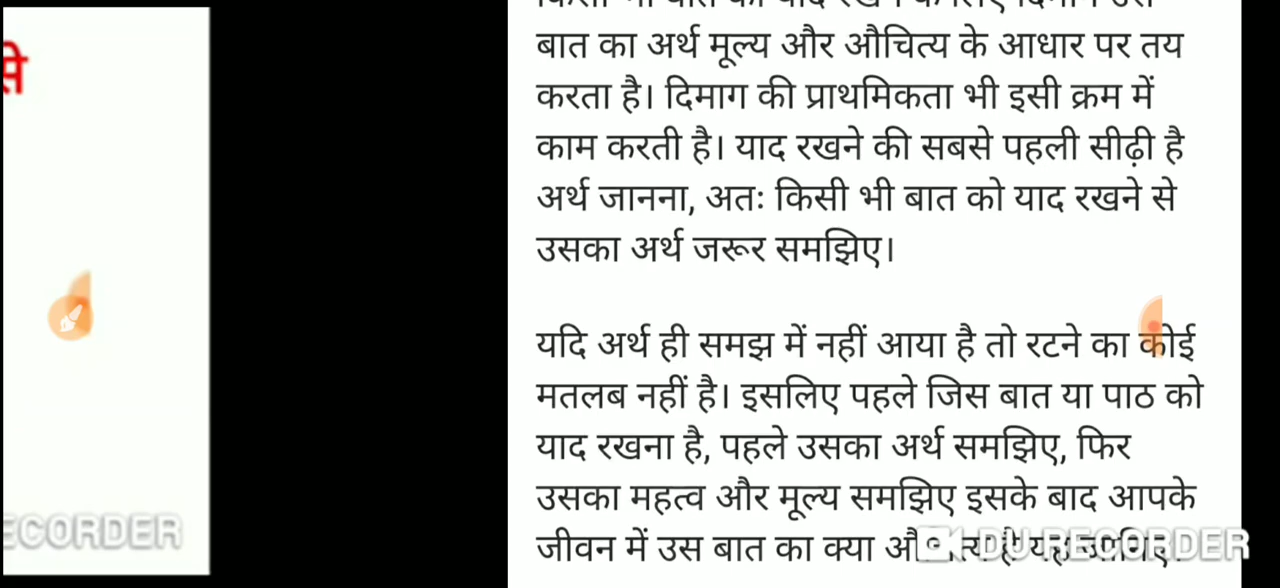 से
बात का अर्थ मूल्य और औचित्य के आधार पर तय
करता है। दिमाग की प्राथमिकता भी इसी क्रम में
काम करती है। याद रखने की सबसे पहली सीढ़ी है
अर्थ जानना, अतः किसी भी बात को याद रखने से
उसका अर्थ जरूर समझिए।
यदि अर्थ ही समझ में नहीं आया है तो रटने का कोई
मतलब नहीं है। इसलिए पहले जिस बात या पाठ को
याद रखना है, पहले उसका अर्थ समझिए, फिर
उसका महत्व और मूल्य समझिए इसके बाद आपके
जीवन में उस बात का क्या
ECORDER
DU RECORDER